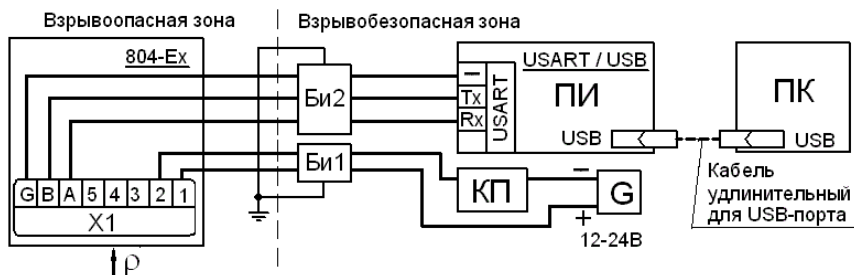 Взрывоопасная зона
Взрывобезопасная зона
804-Ex
USART / USB
Би2
–
Tx
Rx
USART
ПИ
ПК
USB
USB
Би1
КП
–
G
+
12-24В
Кабель
удлинительный
для USB-порта
G B A 5 4 3 2 1
X1
ρ